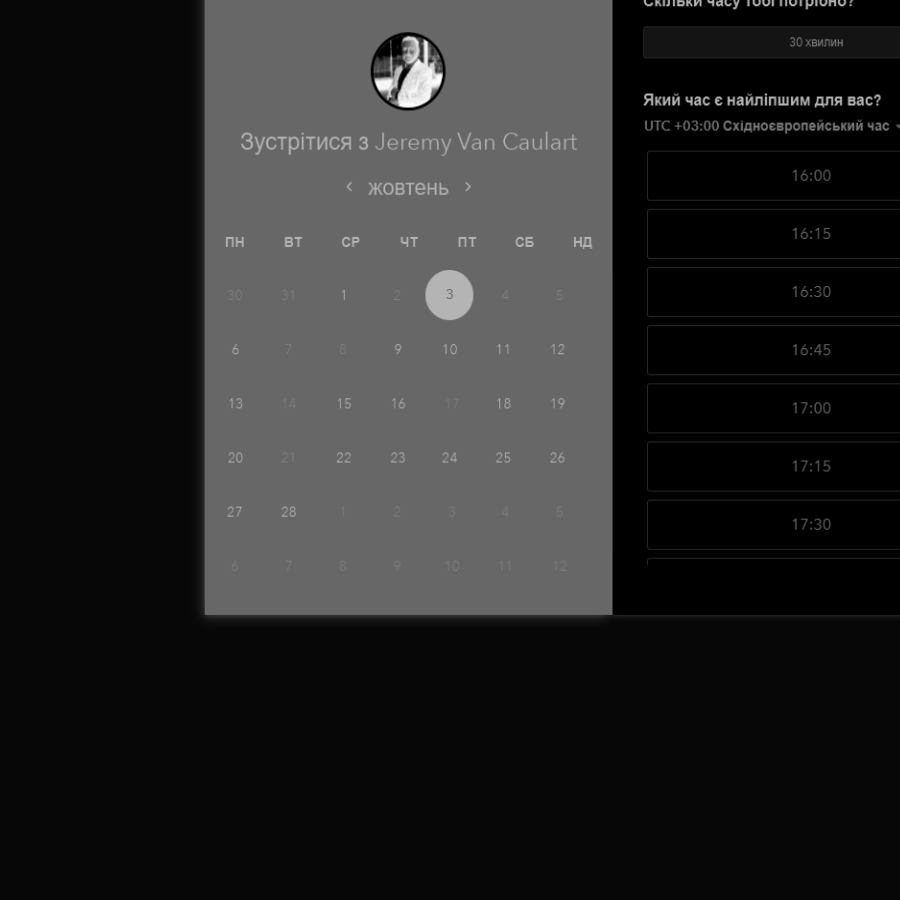 Зустрітися з Jeremy Van Caulart
жовтень
ПН ВТ СР ЧТ ПТ СБ НД
30 31 1 2 3 4 5
6 7 8 9 10 11 12
13 14 15 16 17 18 19
20 21 22 23 24 25 26
27 28 1 2 3 4 5
6 7 8 9 10 11 12
Скільки часу тобі потрібно?
30 хвилин
Який час є найліпшим для вас?
UTC +03:00 Східноєвропейський час
16:00
16:15
16:30
16:45
17:00
17:15
17:30